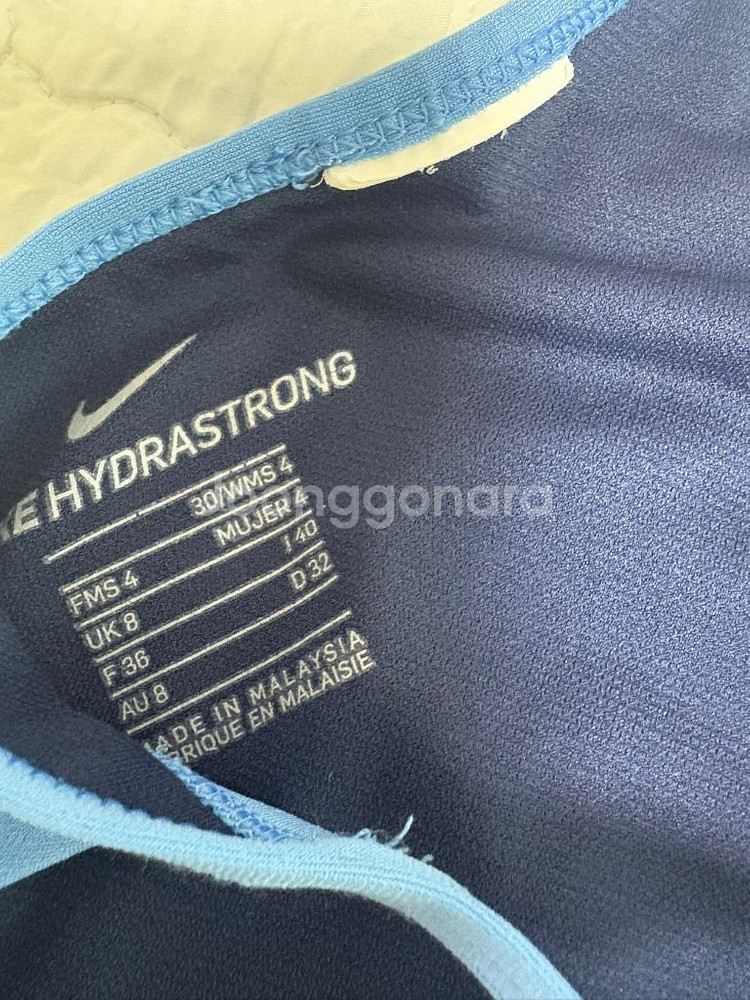 HYDRASTRONG
30/WMS 4
MUJER 4
FMS 4 I 40
UK 8 D 32
F 36
AU 8
MADE IN MALAYSIA
EN MALAISIE
Joonggonara